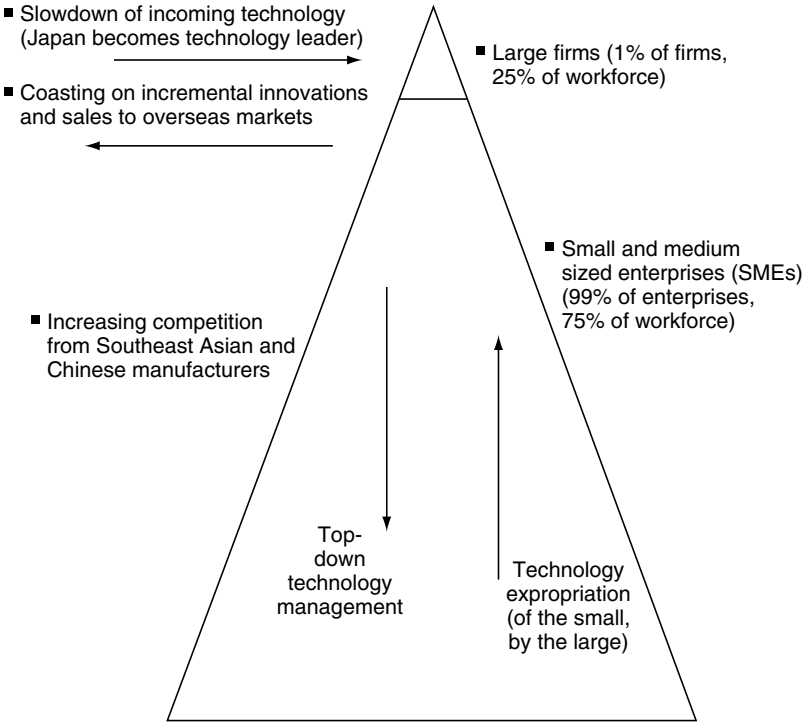 ■ Slowdown of incoming technology
(Japan becomes technology leader)
■ Coasting on incremental innovations
and sales to overseas markets
■ Large firms (1% of firms,
25% of workforce)
■ Small and medium
sized enterprises (SMEs)
(99% of enterprises,
75% of workforce)
■ Increasing competition
from Southeast Asian and
Chinese manufacturers
Top-
down
technology
management
Technology
expropriation
(of the small,
by the large)